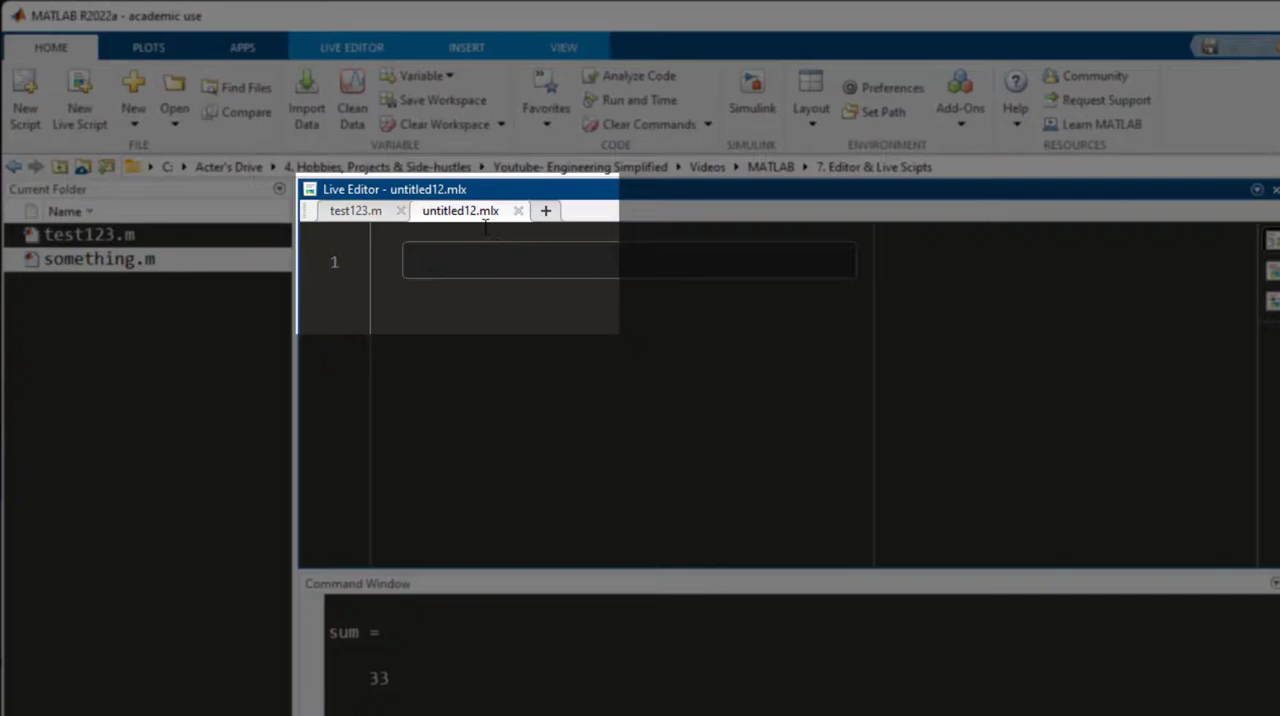 MATLAB R2022a - academic use
HOME PLOTS APPS LIVE EDITOR INSERT VIEW
New Script
New Live Script
New
Open
Find Files
Compare
FILE
Import Data
Clean Data
Variable
Save Workspace
Clear Workspace
VARIABLE
Favorites
Analyze Code
Run and Time
Clear Commands
CODE
Simulink
SIMULINK
Layout
Preferences
Set Path
Add-Ons
ENVIRONMENT
Help
Community
Request Support
Learn MATLAB
RESOURCES
C: Acter's Drive 4. Hobbies, Projects & Side-hustles Youtube- Engineering Simplified Videos MATLAB 7. Editor & Live Scipts
Current Folder
Name
test123.m
something.m
Live Editor - untitled12.mlx
test123.m untitled12.mlx +
1
Command Window
sum =
33